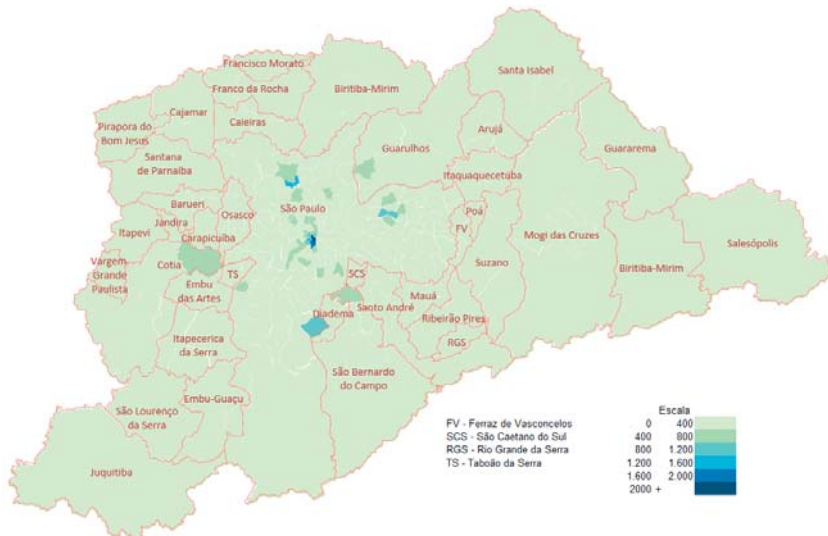 Santa Isabel
Francisco Morato
Franco da Rocha
Biritiba-Mirim
Cajamar
Pirapora do
Bom Jesus
Caieiras
Arujá
Guarulhos
Guararema
Santana
de Parnaíba
Itaquaquecetuba
Barueri
Osasco
São Paulo
Poá
Jandira
Itapevi
Carapicuíba
FV
Mogi das Cruzes
Salesópolis
Vargem
Grande
Paulista
Cotia
TS
SCS
Suzano
Biritiba-Mirim
Embu
das Artes
Mauá
Diadema
Santo André
Ribeirão Pires
Itapecerica
da Serra
RGS
São Bernardo
do Campo
Embu-Guaçu
São Lourenço
da Serra
Juquitiba
Escala
FV - Ferraz de Vasconcelos 0 400
SCS - São Caetano do Sul 400 800
RGS - Rio Grande da Serra 800 1.200
TS - Taboão da Serra 1.200 1.600
1.600 2.000
2000 +